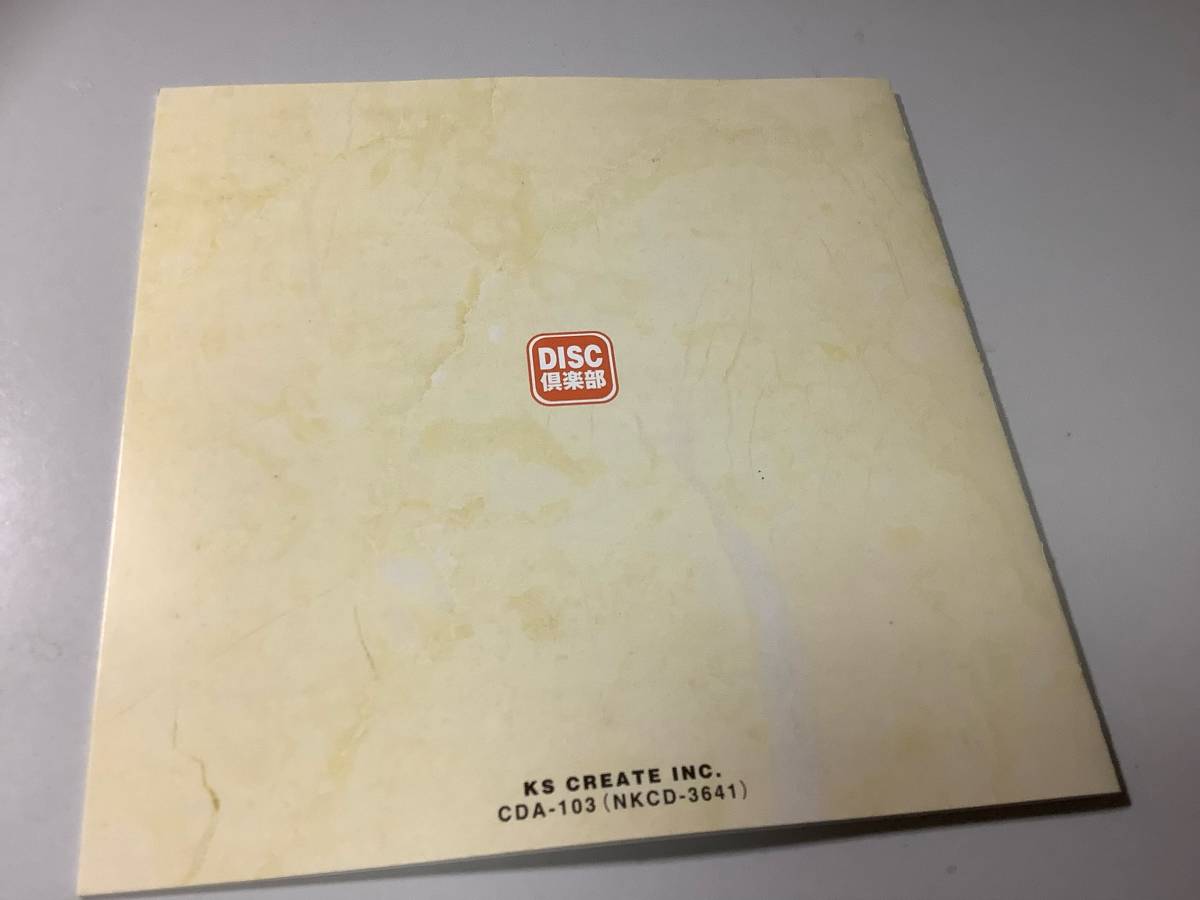 DISC
倶楽部
KS CREATE INC.
CDA-103(NKCD-3641)